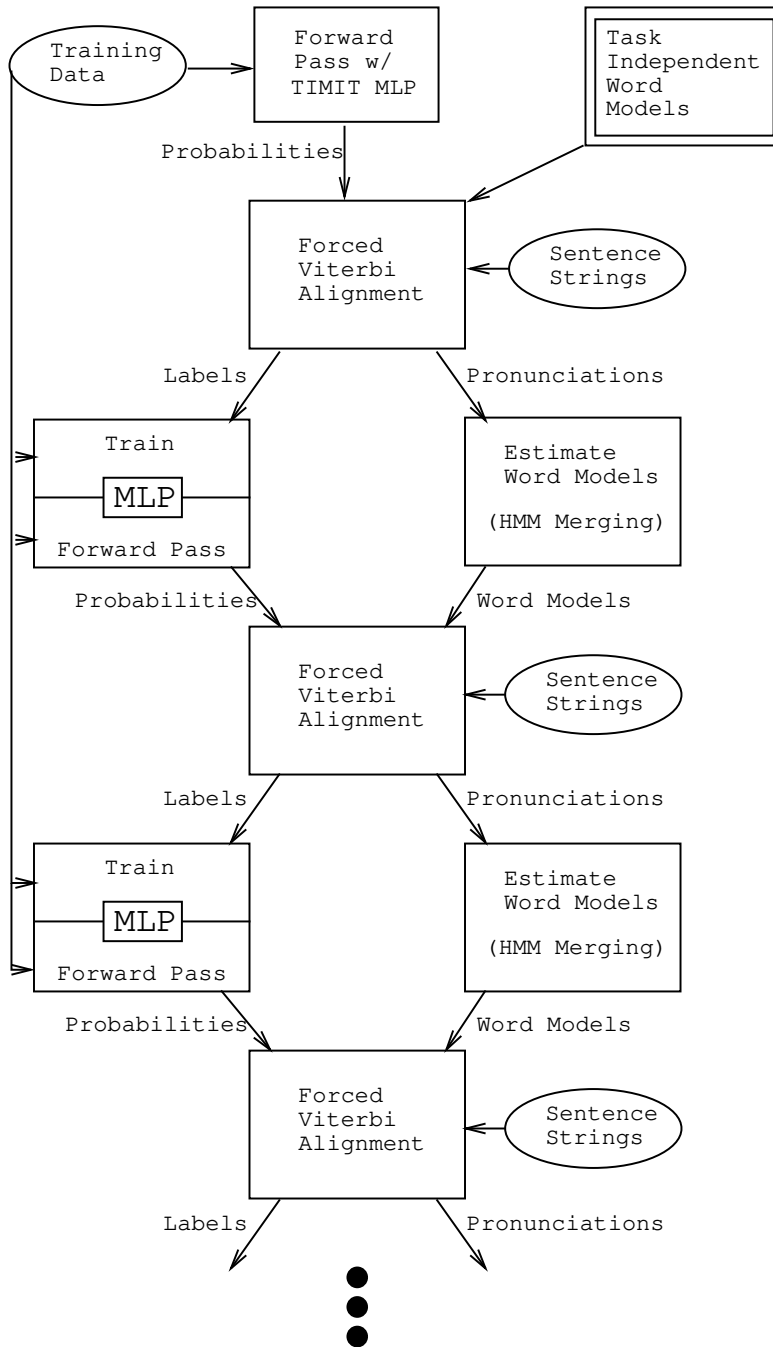 Training
Data
Forward
Pass w/
TIMIT MLP
Task
Independent
Word
Models
Probabilities
Forced
Viterbi
Alignment
Sentence
Strings
Labels
Pronunciations
Train
MLP
Forward Pass
Estimate
Word Models
(HMM Merging)
Probabilities
Word Models
Forced
Viterbi
Alignment
Sentence
Strings
Labels
Pronunciations
Train
MLP
Forward Pass
Estimate
Word Models
(HMM Merging)
Probabilities
Word Models
Forced
Viterbi
Alignment
Sentence
Strings
Labels
Pronunciations